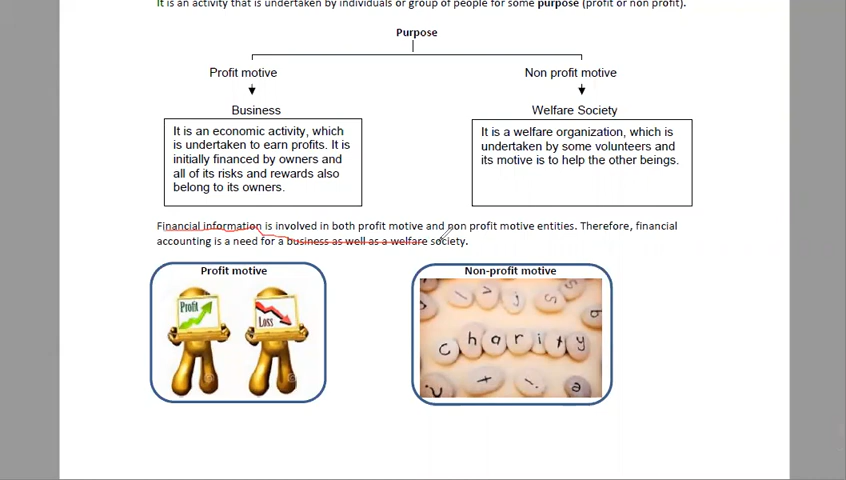 It is an activity that is undertaken by individuals or group of people for some purpose (profit or non profit).
Purpose
Profit motive Non profit motive
Business Welfare Society
It is an economic activity, which
is undertaken to earn profits. It is
initially financed by owners and
all of its risks and rewards also
belong to its owners.
It is a welfare organization, which is
undertaken by some volunteers and
its motive is to help the other beings.
Financial information is involved in both profit motive and non profit motive entities. Therefore, financial
accounting is a need for a business as well as a welfare society.
Profit motive Non-profit motive
Profit
Loss
charity